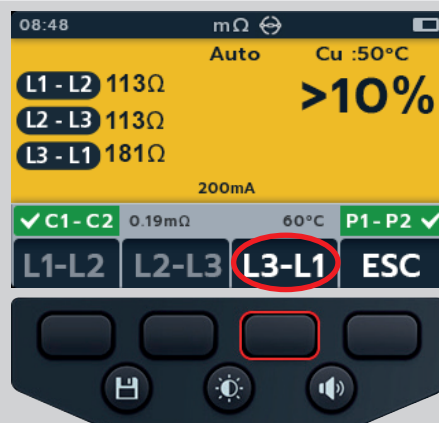 08:48 mΩ
Auto Cu :50°C
L1 - L2 113Ω >10%
L2 - L3 113Ω
L3 - L1 181Ω
200mA
✓ C1 - C2 0.19mΩ 60°C P1 - P2 ✓
L1-L2 L2-L3 L3-L1 ESC